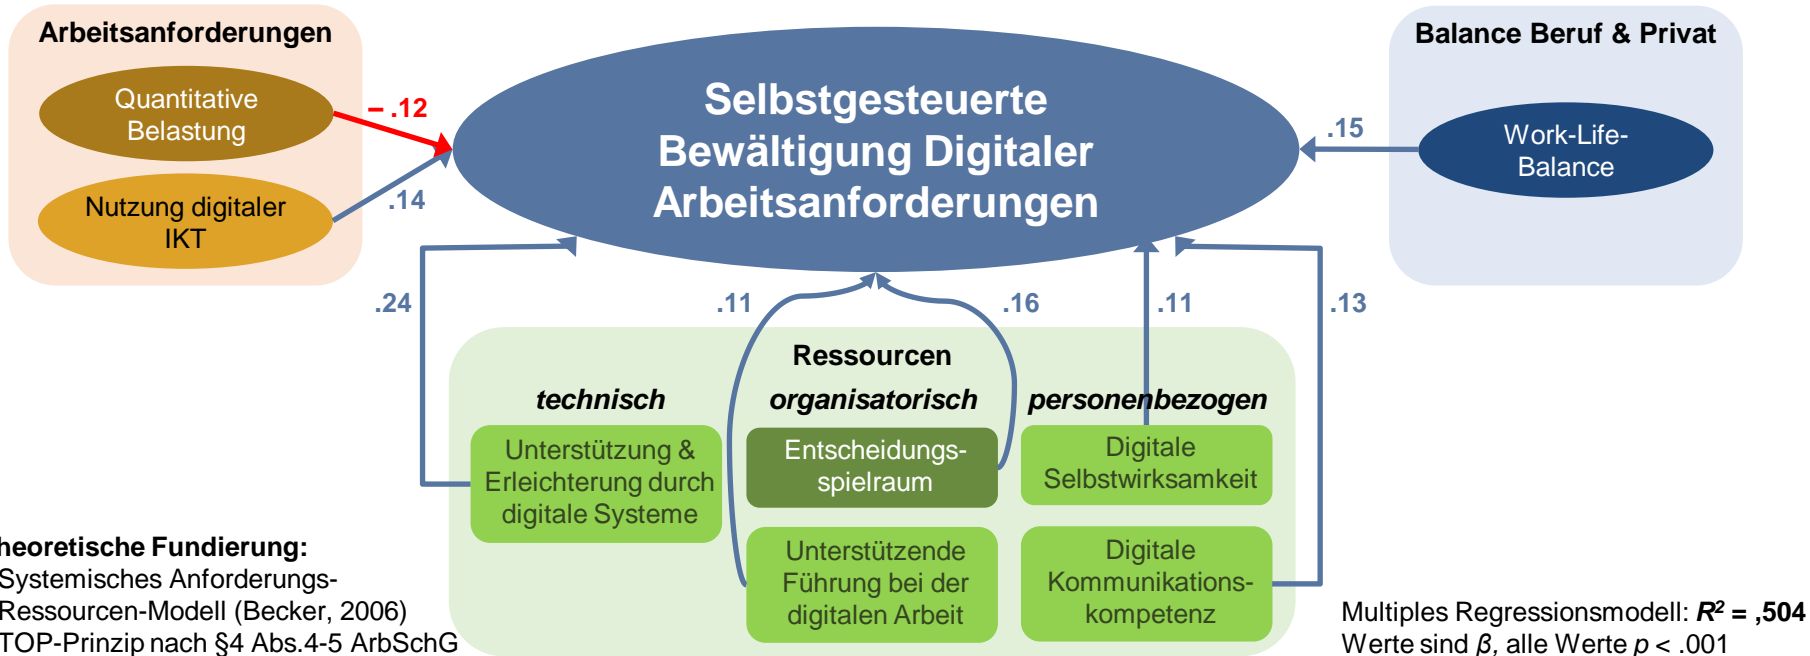 Arbeitsanforderungen
Quantitative
Belastung
Nutzung digitaler
IKT
– .12
.14
Selbstgesteuerte
Bewältigung Digitaler
Arbeitsanforderungen
Balance Beruf & Privat
.15
Work-Life-
Balance
.24
.11
.16
.11
.13
Ressourcen
technisch
organisatorisch
personenbezogen
Unterstützung &
Erleichterung durch
digitale Systeme
Entscheidungs-
spielraum
Digitale
Selbstwirksamkeit
Unterstützende
Führung bei der
digitalen Arbeit
Digitale
Kommunikations-
kompetenz
heoretische Fundierung:
Systemisches Anforderungs-
Ressourcen-Modell (Becker, 2006)
TOP-Prinzip nach §4 Abs.4-5 ArbSchG
Multiples Regressionsmodell: R² = ,504
Werte sind β, alle Werte p < .001